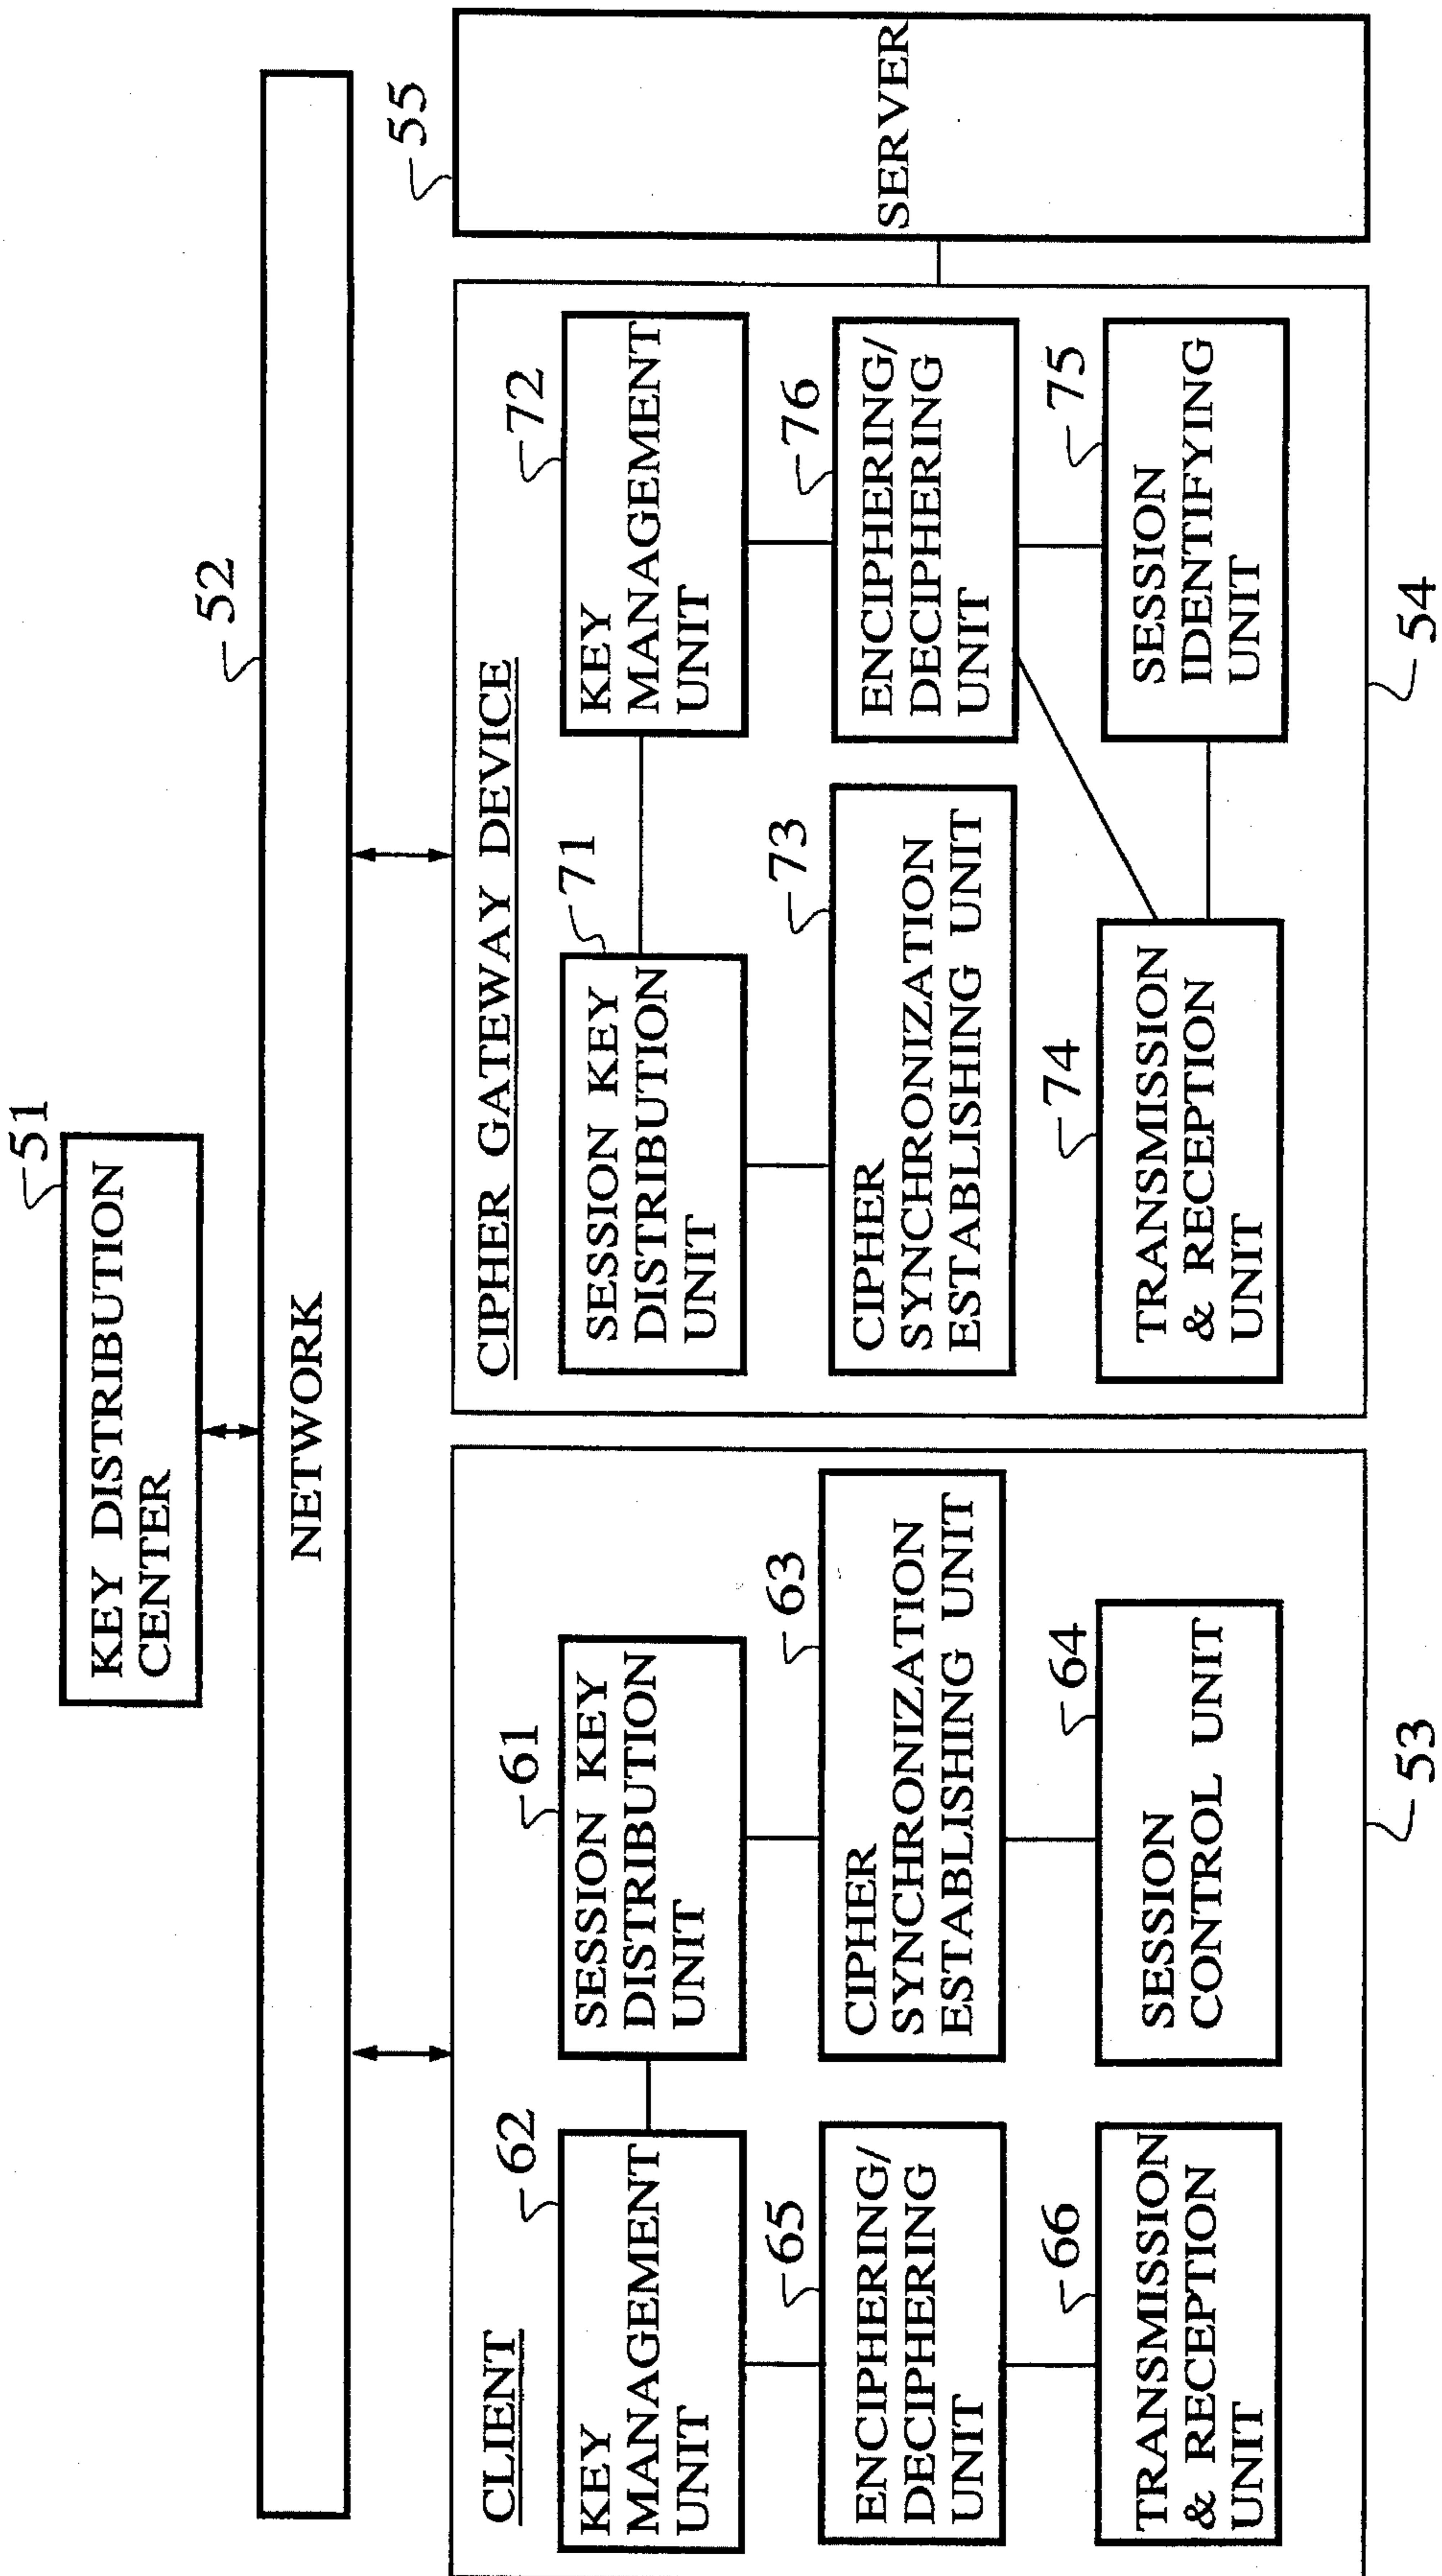 51
KEY DISTRIBUTION
CENTER
52
NETWORK
CLIENT
62
KEY
MANAGEMENT
UNIT
61
SESSION KEY
DISTRIBUTION
UNIT
65
ENCIPHERING/
DECIPHERING
UNIT
63
CIPHER
SYNCHRONIZATION
ESTABLISHING UNIT
66
TRANSMISSION
& RECEPTION
UNIT
64
SESSION
CONTROL UNIT
53
CIPHER GATEWAY DEVICE
71
SESSION KEY
DISTRIBUTION
UNIT
72
KEY
MANAGEMENT
UNIT
73
CIPHER
SYNCHRONIZATION
ESTABLISHING UNIT
76
ENCIPHERING/
DECIPHERING
UNIT
74
TRANSMISSION
& RECEPTION
UNIT
75
SESSION
IDENTIFYING
UNIT
54
55
SERVER